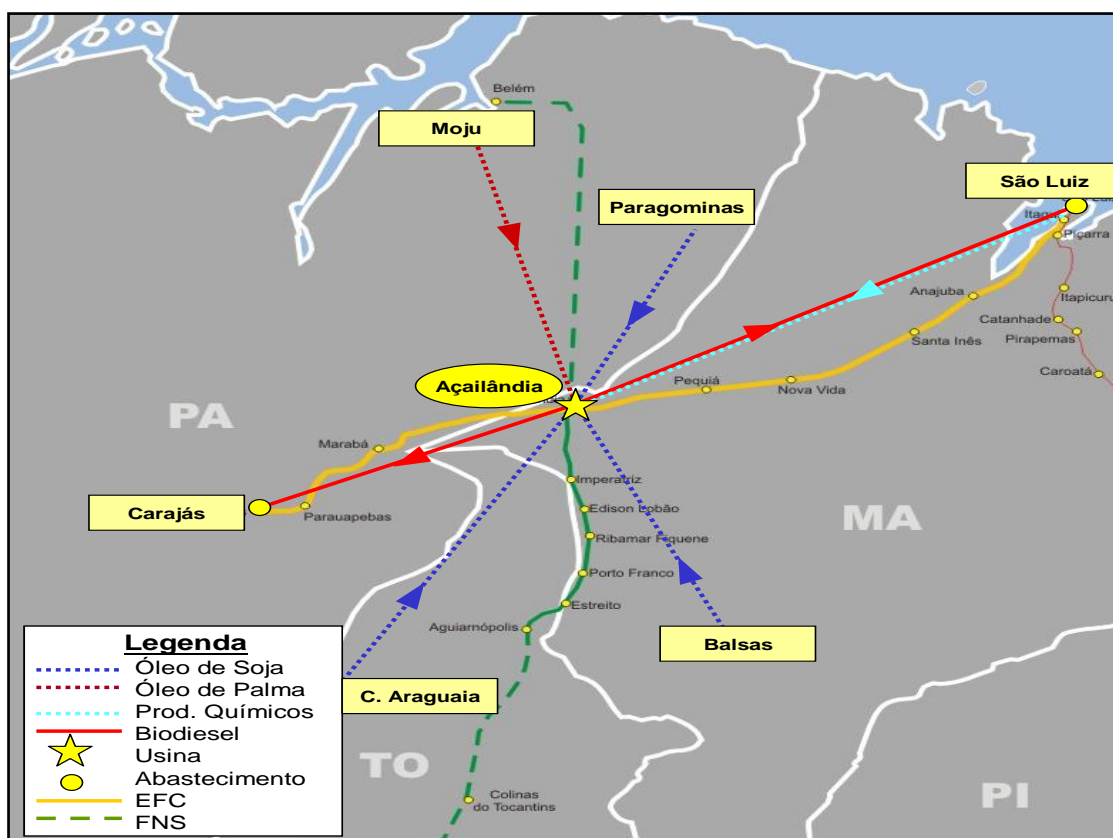 Belém
Moju
Paragominas
São Luiz
Itaqui
Piçarra
Itapicuru
Anajuba
Catanhade
Pirapemas
Santa Inês
Caroatá
Açailândia
Pequiá
Nova Vida
PA
Marabá
Imperatriz
Carajás
Parauapebas
Edison Lobão
MA
Ribamar Fiquene
Porto Franco
Estreito
Aguiarnópolis
Balsas
C. Araguaia
Legenda
Óleo de Soja
Óleo de Palma
Prod. Químicos
Biodiesel
Usina
Abastecimento
EFC
FNS
TO
Colinas
do Tocantins
PI